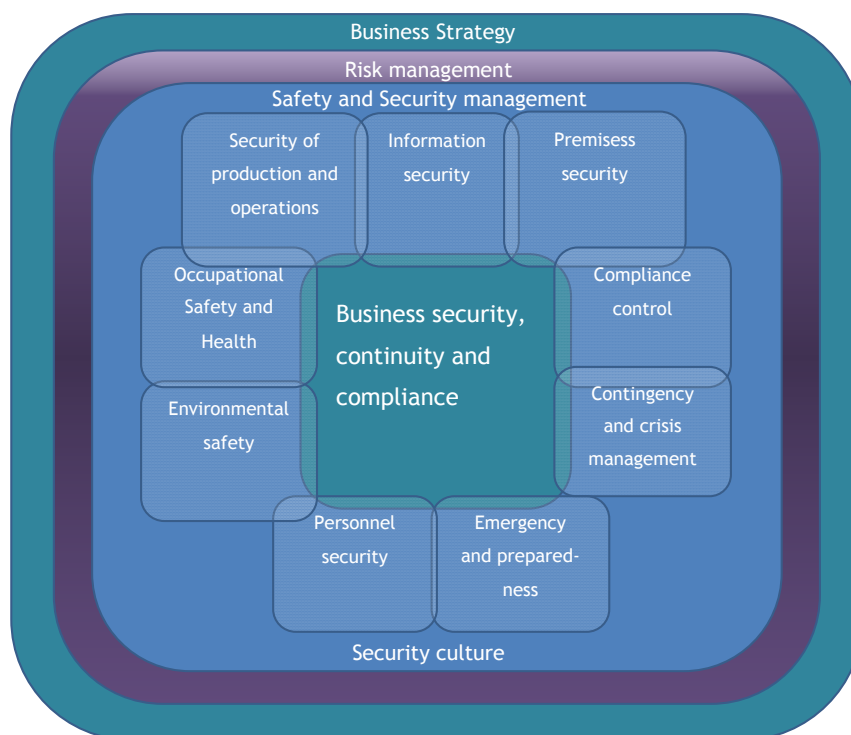 Business Strategy
Risk management
Safety and Security management
Security of
production and
operations
Information
security
Premisess
security
Occupational
Safety and
Health
Business security,
continuity and
compliance
Compliance
control
Environmental
safety
Contingency
and crisis
management
Personnel
security
Emergency
and prepared-
ness
Security culture